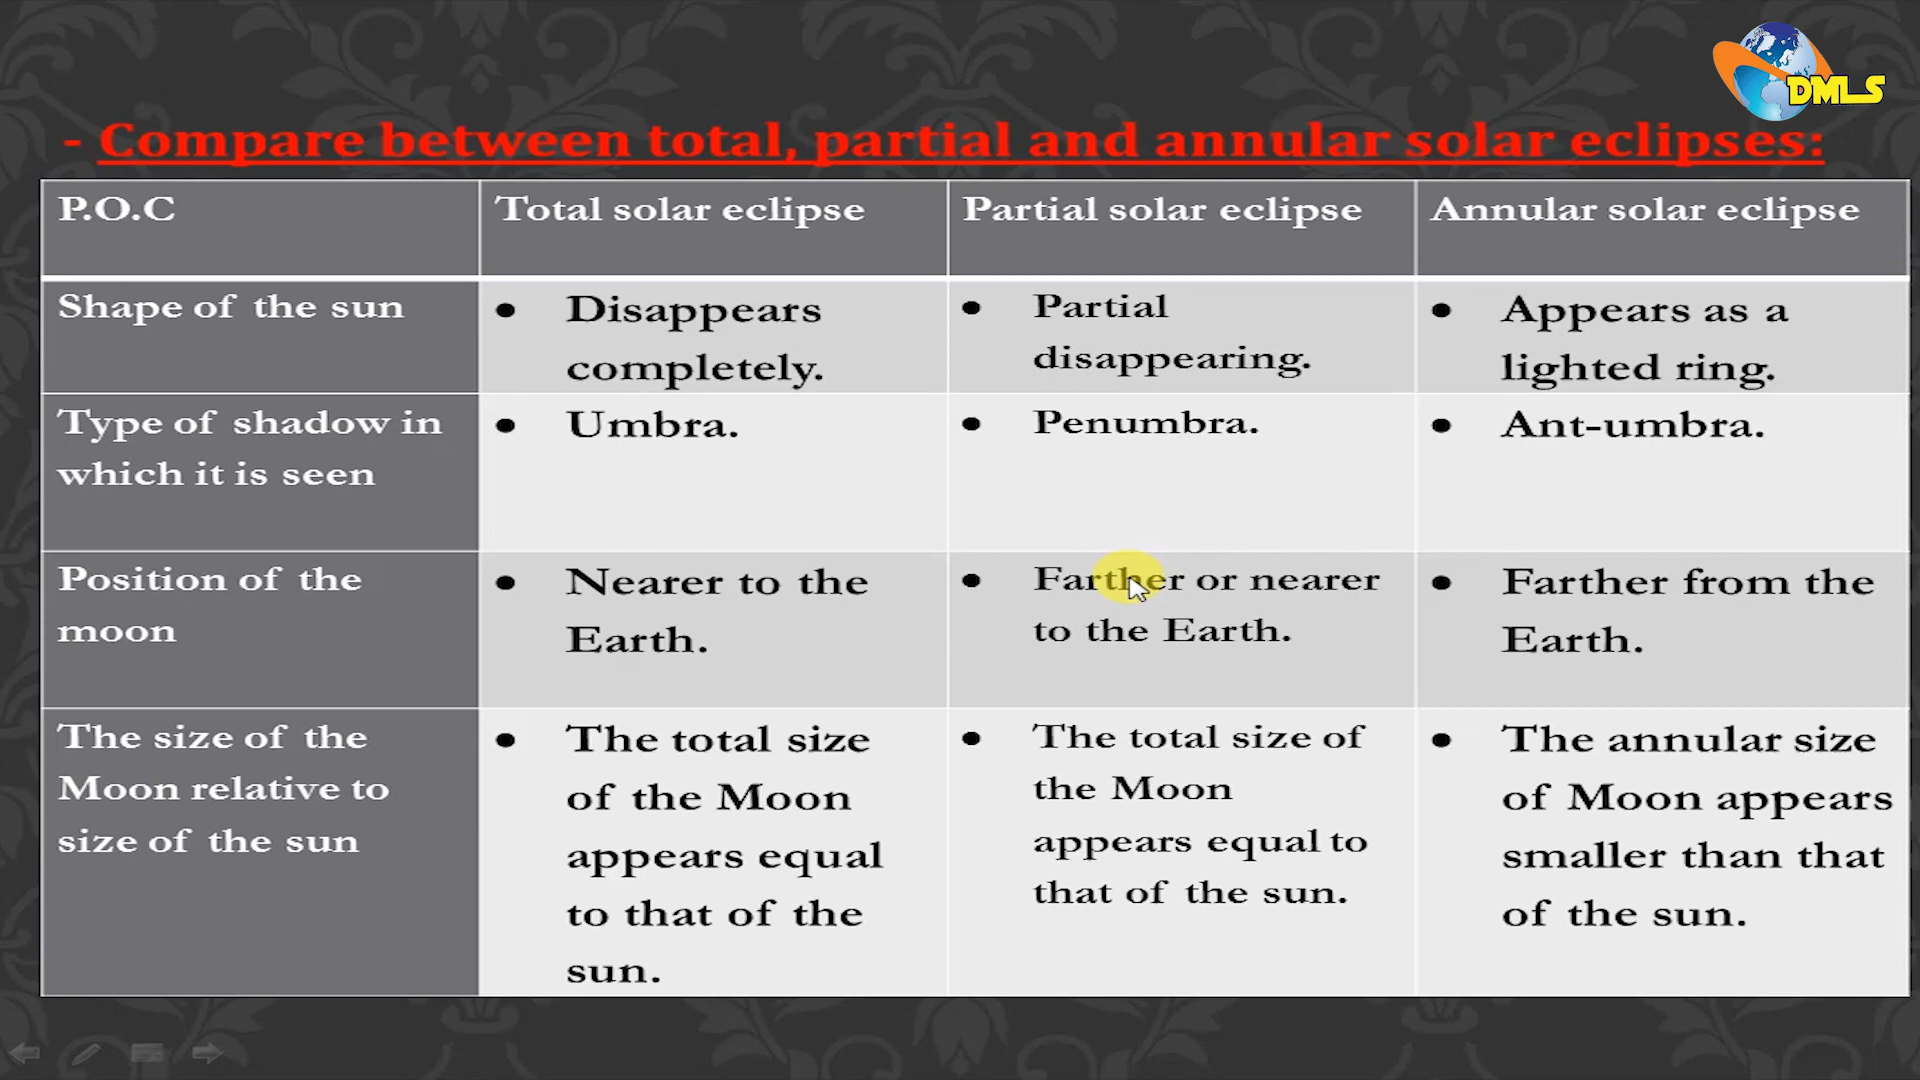 DMLS
- Compare between total, partial and annular solar eclipses:
P.O.C
Total solar eclipse
Partial solar eclipse
Annular solar eclipse
Shape of the sun
• Disappears
completely.
• Partial
disappearing.
• Appears as a
lighted ring.
Type of shadow in
which it is seen
• Umbra.
• Penumbra.
• Ant-umbra.
Position of the
moon
• Nearer to the
Earth.
• Farther or nearer
to the Earth.
• Farther from the
Earth.
The size of the
Moon relative to
size of the sun
• The total size
of the Moon
appears equal
to that of the
sun.
• The total size of
the Moon
appears equal to
that of the sun.
• The annular size
of Moon appears
smaller than that
of the sun.